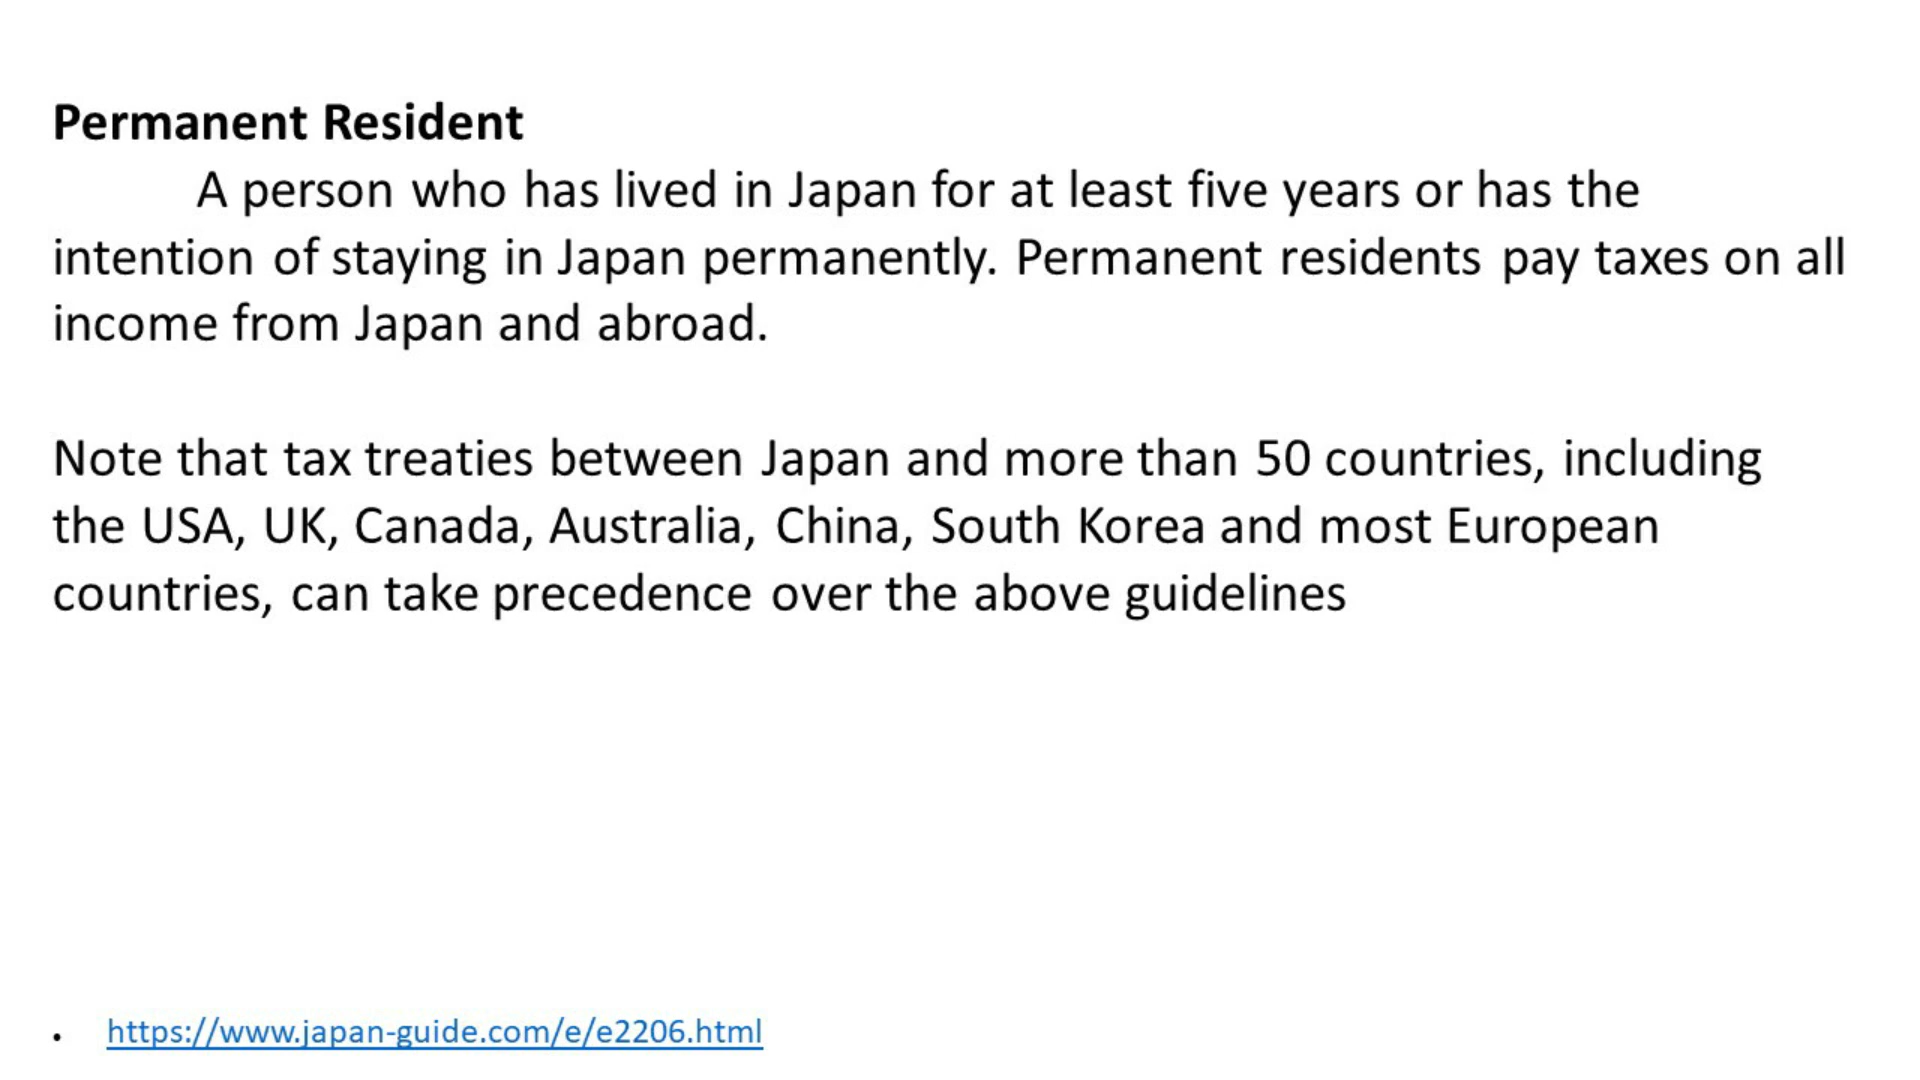 Permanent Resident
A person who has lived in Japan for at least five years or has the
intention of staying in Japan permanently. Permanent residents pay taxes on all
income from Japan and abroad.
Note that tax treaties between Japan and more than 50 countries, including
the USA, UK, Canada, Australia, China, South Korea and most European
countries, can take precedence over the above guidelines
• https://www.japan-guide.com/e/e2206.html